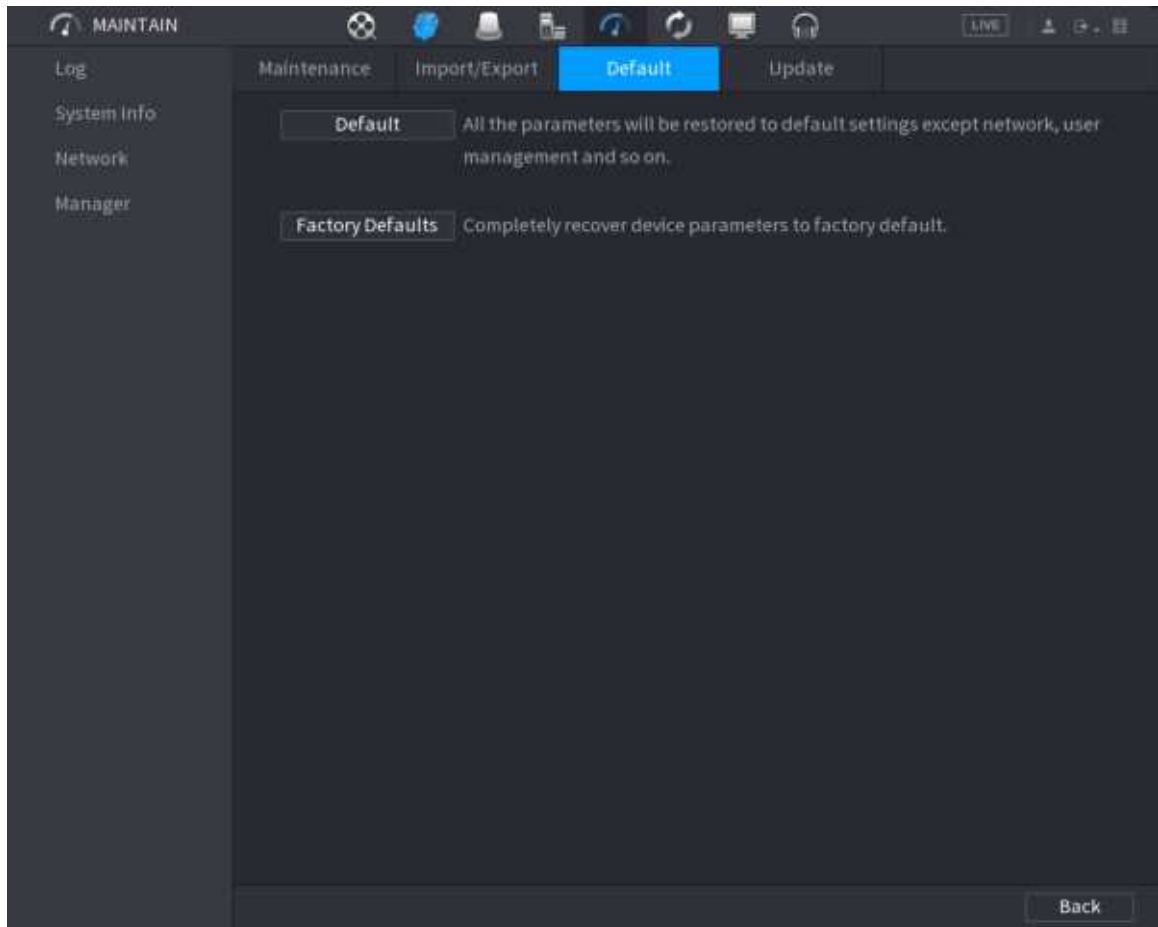 MAINTAIN
LIVE
Log
System Info
Network
Manager
Maintenance Import/Export Default Update
Default All the parameters will be restored to default settings except network, user
management and so on.
Factory Defaults Completely recover device parameters to factory default.
Back